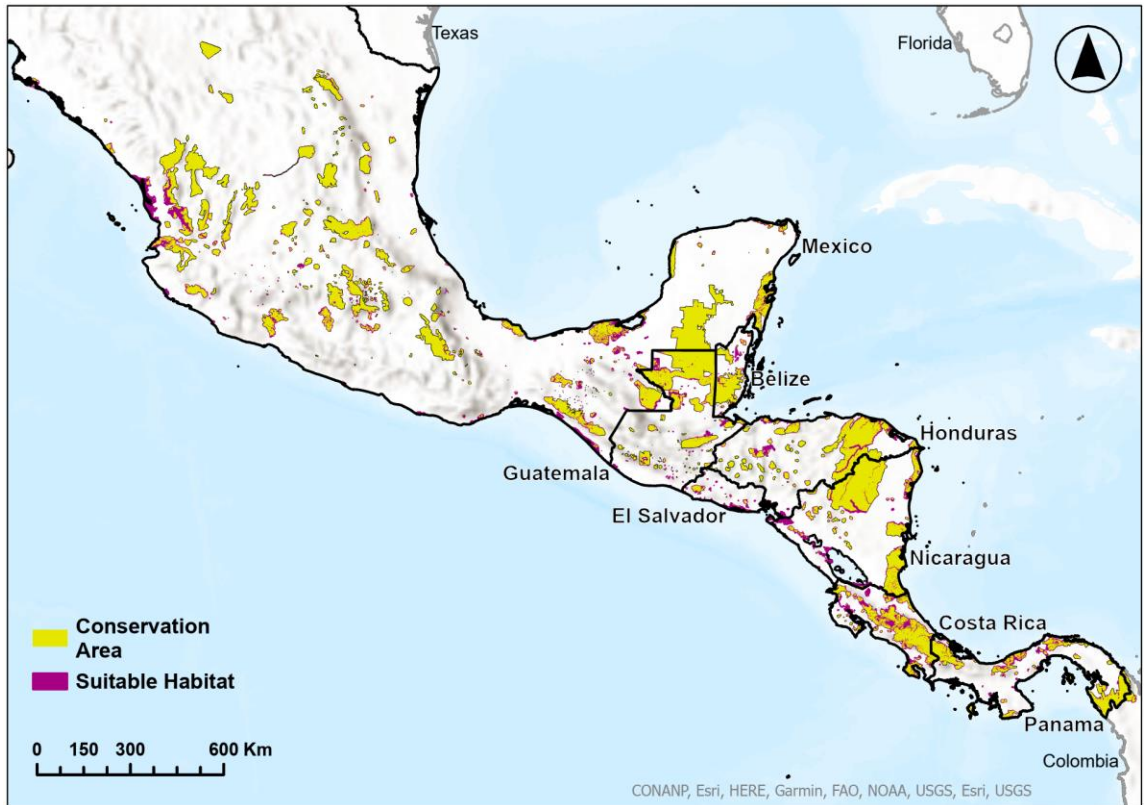 Texas
Florida
Mexico
Belize
Honduras
Guatemala
El Salvador
Nicaragua
Costa Rica
Panama
Colombia
Conservation
Area
Suitable Habitat
0 150 300 600 Km
CONANP, Esri, HERE, Garmin, FAO, NOAA, USGS, Esri, USGS